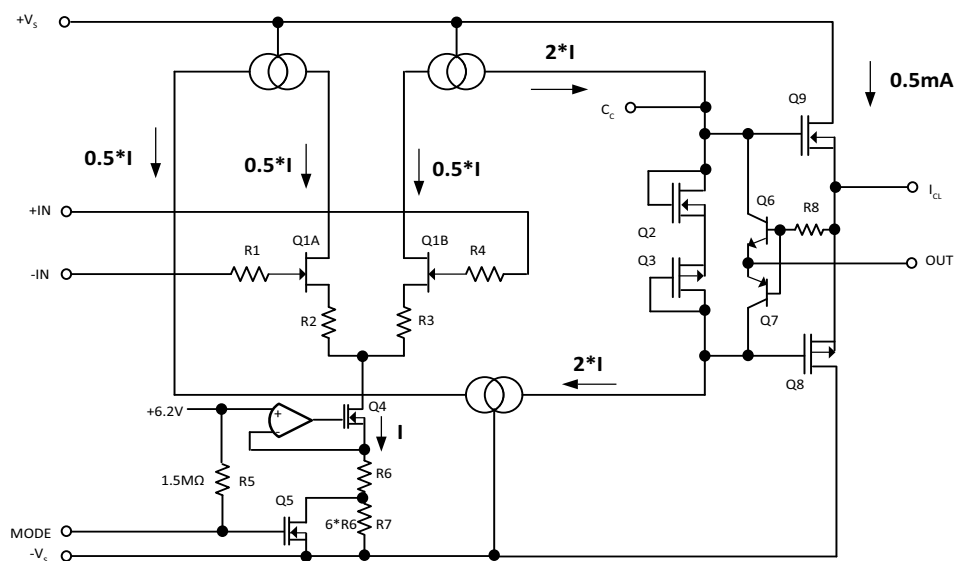 +Vs
2*I
Q9
0.5mA
Cc
0.5*I
0.5*I
0.5*I
+IN
Q6
R8
ICL
Q2
R1
Q1A
Q1B
R4
Q3
OUT
-IN
Q7
R2
R3
2*I
Q8
+6.2V
+
-
Q4
I
1.5MΩ
R5
R6
Q5
6*R6
R7
MODE
-Vs